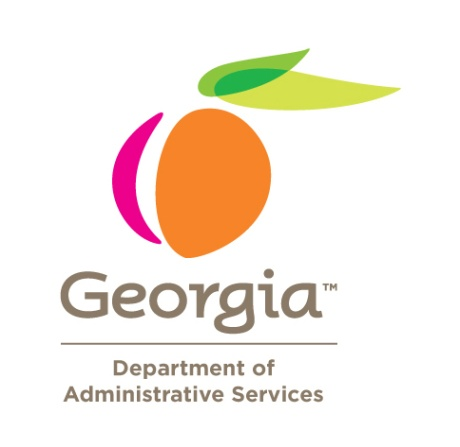 Georgia™
Department of
Administrative Services